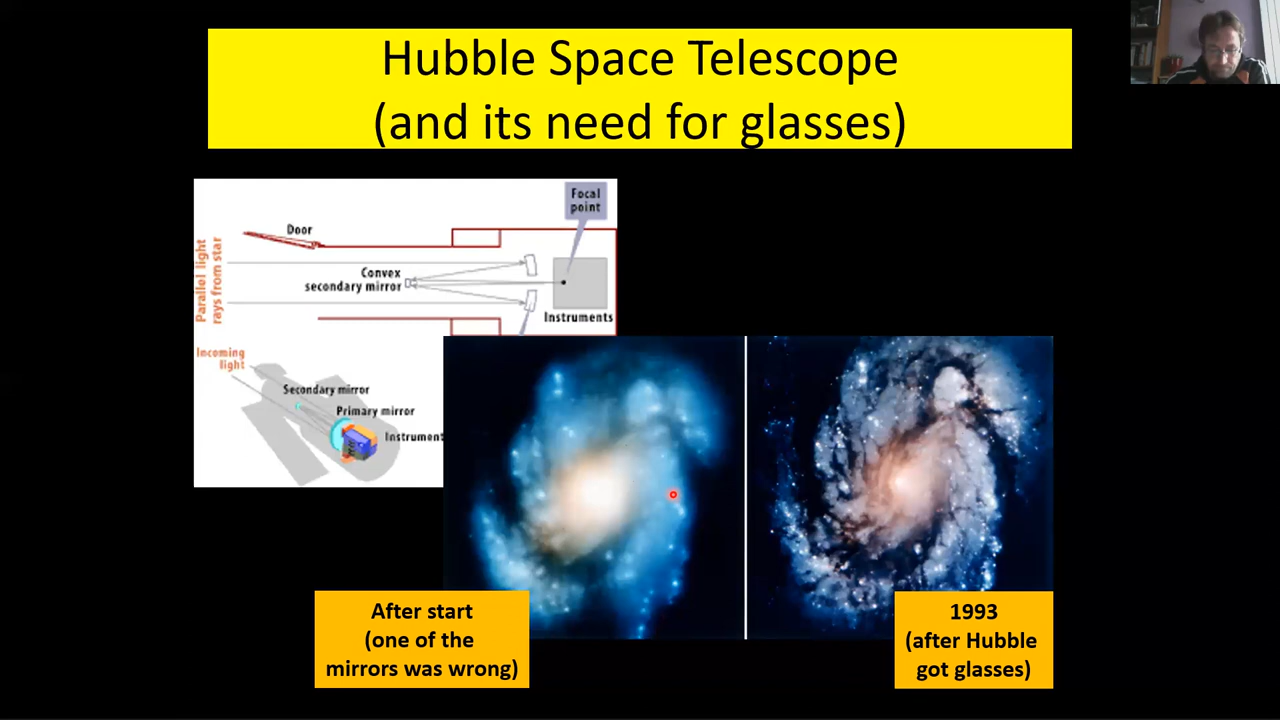 Hubble Space Telescope
(and its need for glasses)
Focal
point
Door
Parallel light
rays from star
Convex
secondary mirror
Instruments
Incoming
light
Secondary mirror
Primary mirror
Instrument
After start
(one of the
mirrors was wrong)
1993
(after Hubble
got glasses)